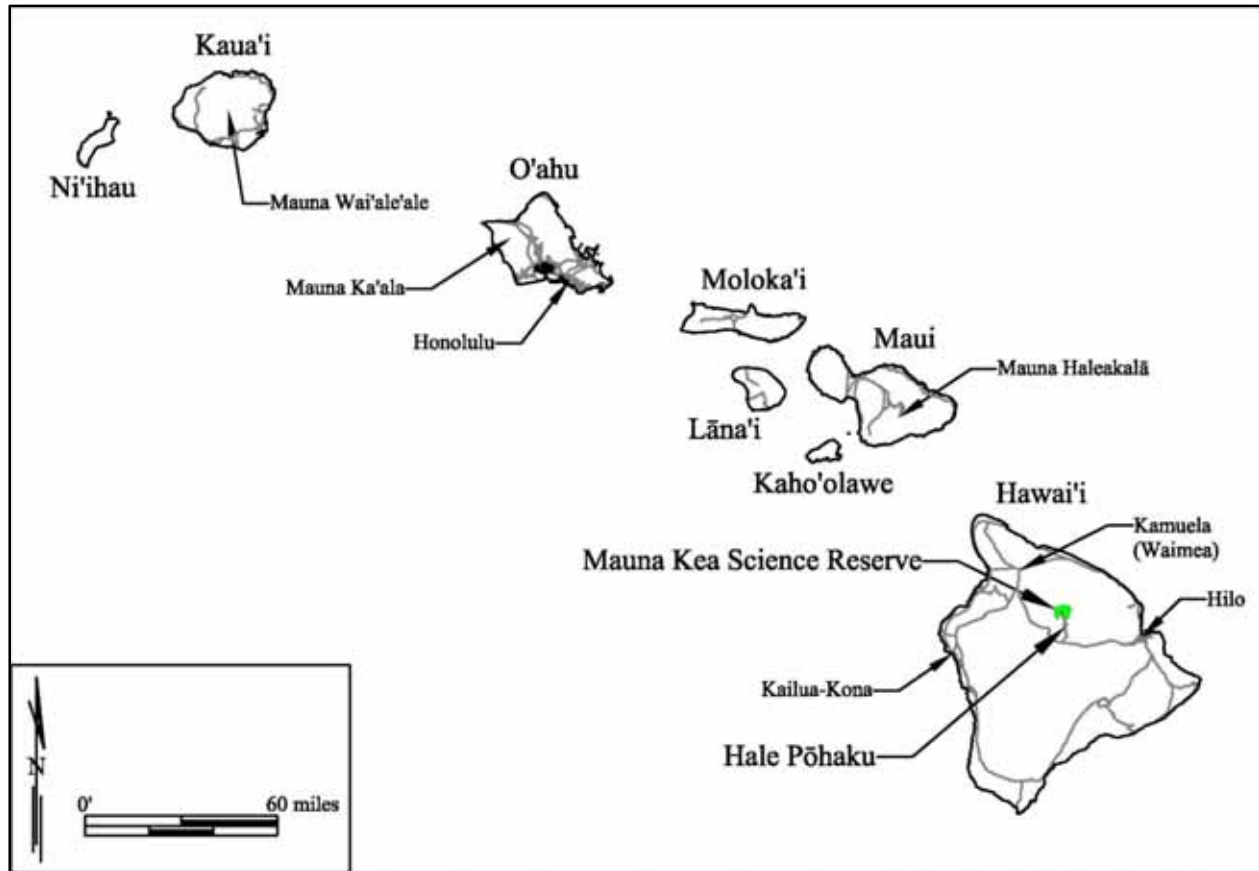 Kaua'i
Ni'ihau
Mauna Wai'ale'ale
O'ahu
Mauna Ka'ala
Honolulu
Moloka'i
Maui
Mauna Haleakalā
Lāna'i
Kaho'olawe
Hawai'i
Kamuela
(Waimea)
Mauna Kea Science Reserve
Hilo
Kailua-Kona
Hale Pōhaku
N
0'
60 miles